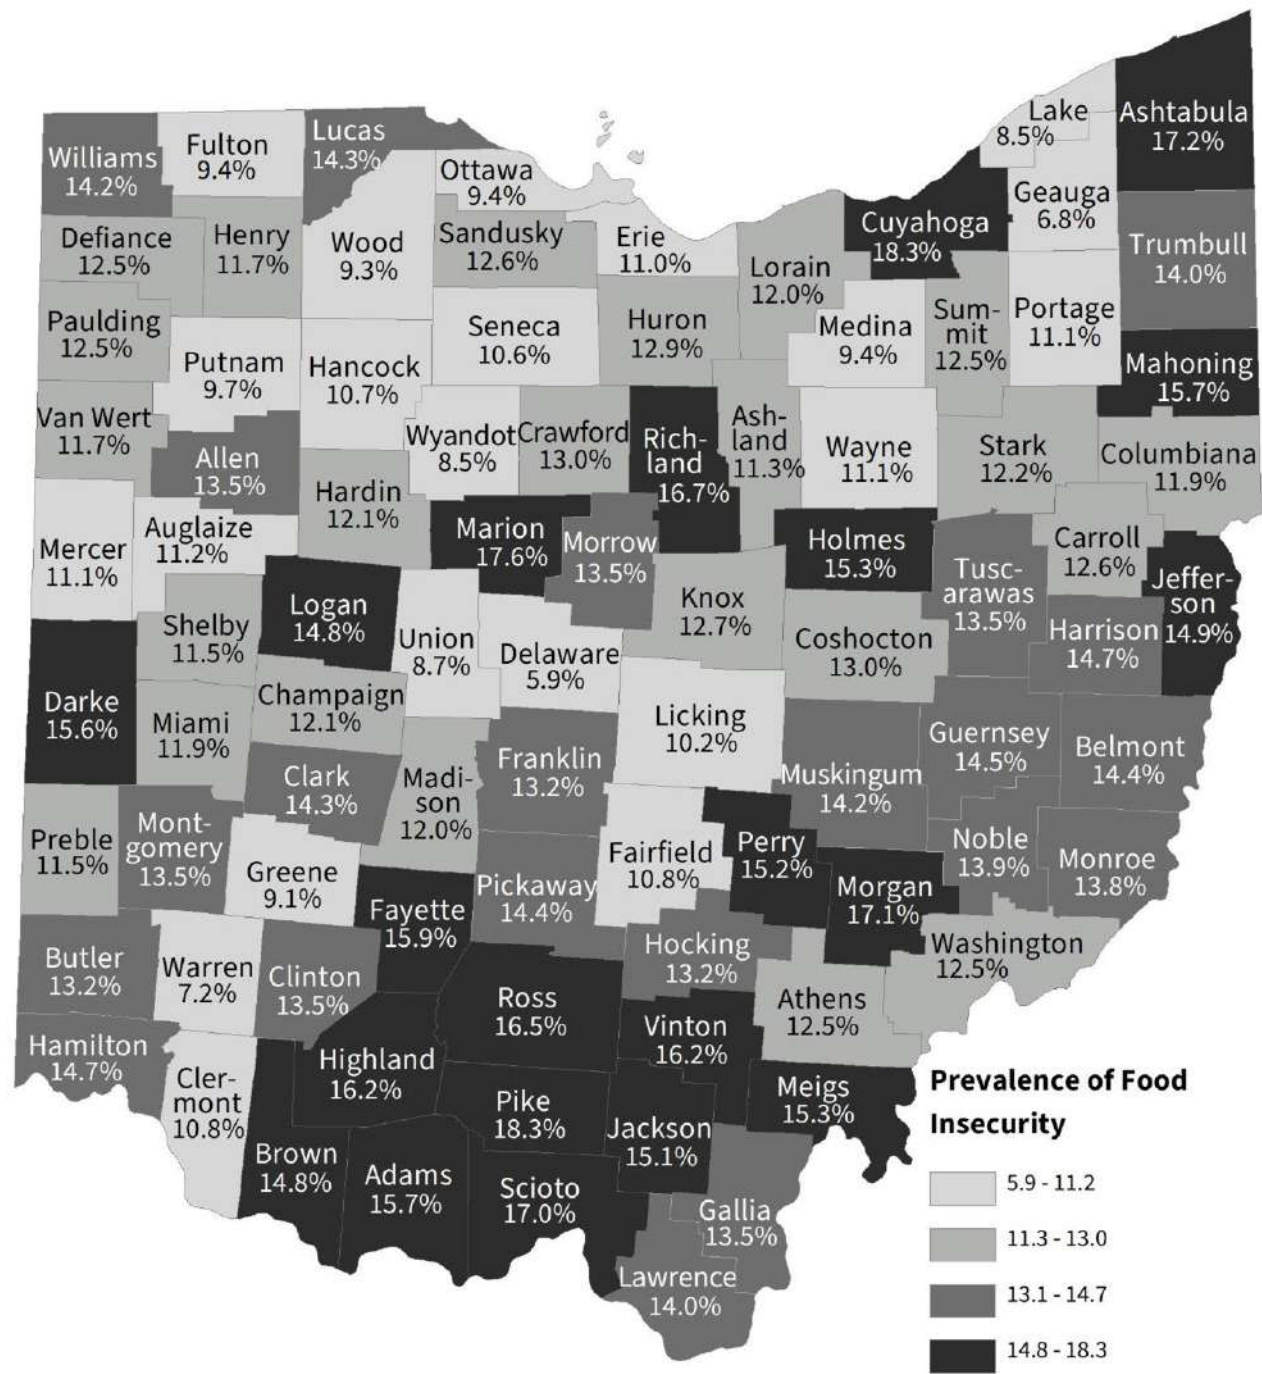 Lake
8.5%
Ashtabula
17.2%
Williams
14.2%
Fulton
9.4%
Lucas
14.3%
Ottawa
9.4%
Geauga
6.8%
Cuyahoga
18.3%
Defiance
12.5%
Henry
11.7%
Wood
9.3%
Sandusky
12.6%
Erie
11.0%
Lorain
12.0%
Trumbull
14.0%
Paulding
12.5%
Putnam
9.7%
Hancock
10.7%
Seneca
10.6%
Huron
12.9%
Medina
9.4%
Sum-
mit
12.5%
Portage
11.1%
Mahoning
15.7%
Van Wert
11.7%
Allen
13.5%
Wyandot
8.5%
Crawford
13.0%
Rich-
land
16.7%
Ash-
land
11.3%
Wayne
11.1%
Stark
12.2%
Columbiana
11.9%
Hardin
12.1%
Mercer
11.1%
Auglaize
11.2%
Marion
17.6%
Morrow
13.5%
Holmes
15.3%
Tusc-
arawas
13.5%
Carroll
12.6%
Jeffer-
son
14.9%
Logan
14.8%
Shelby
11.5%
Union
8.7%
Delaware
5.9%
Knox
12.7%
Coshocton
13.0%
Harrison
14.7%
Darke
15.6%
Miami
11.9%
Champaign
12.1%
Licking
10.2%
Guernsey
14.5%
Belmont
14.4%
Clark
14.3%
Madi-
son
12.0%
Franklin
13.2%
Muskingum
14.2%
Preble
11.5%
Mont-
gomery
13.5%
Greene
9.1%
Fairfield
10.8%
Perry
15.2%
Noble
13.9%
Monroe
13.8%
Fayette
15.9%
Pickaway
14.4%
Morgan
17.1%
Butler
13.2%
Warren
7.2%
Clinton
13.5%
Hocking
13.2%
Washington
12.5%
Ross
16.5%
Athens
12.5%
Hamilton
14.7%
Highland
16.2%
Vinton
16.2%
Cler-
mont
10.8%
Pike
18.3%
Meigs
15.3%
Jackson
15.1%
Brown
14.8%
Adams
15.7%
Scioto
17.0%
Gallia
13.5%
Lawrence
14.0%
Prevalence of Food
Insecurity
5.9 - 11.2
11.3 - 13.0
13.1 - 14.7
14.8 - 18.3